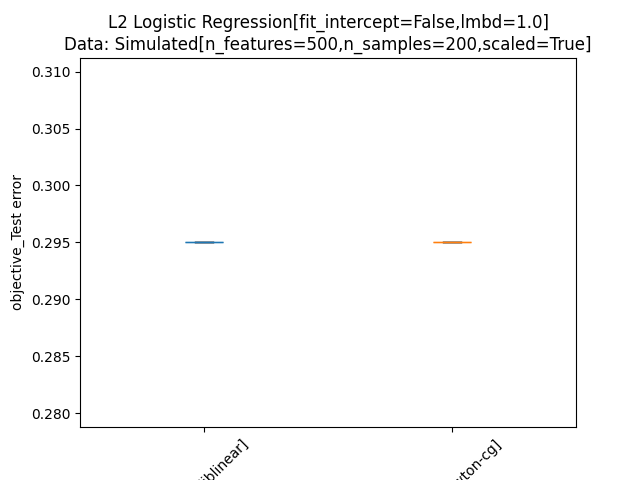 L2 Logistic Regression[fit_intercept=False,lmbd=1.0]
Data: Simulated[n_features=500,n_samples=200,scaled=True]
objective_Test error
0.310
0.305
0.300
0.295
0.290
0.285
0.280
iblinear]
ton-cg]